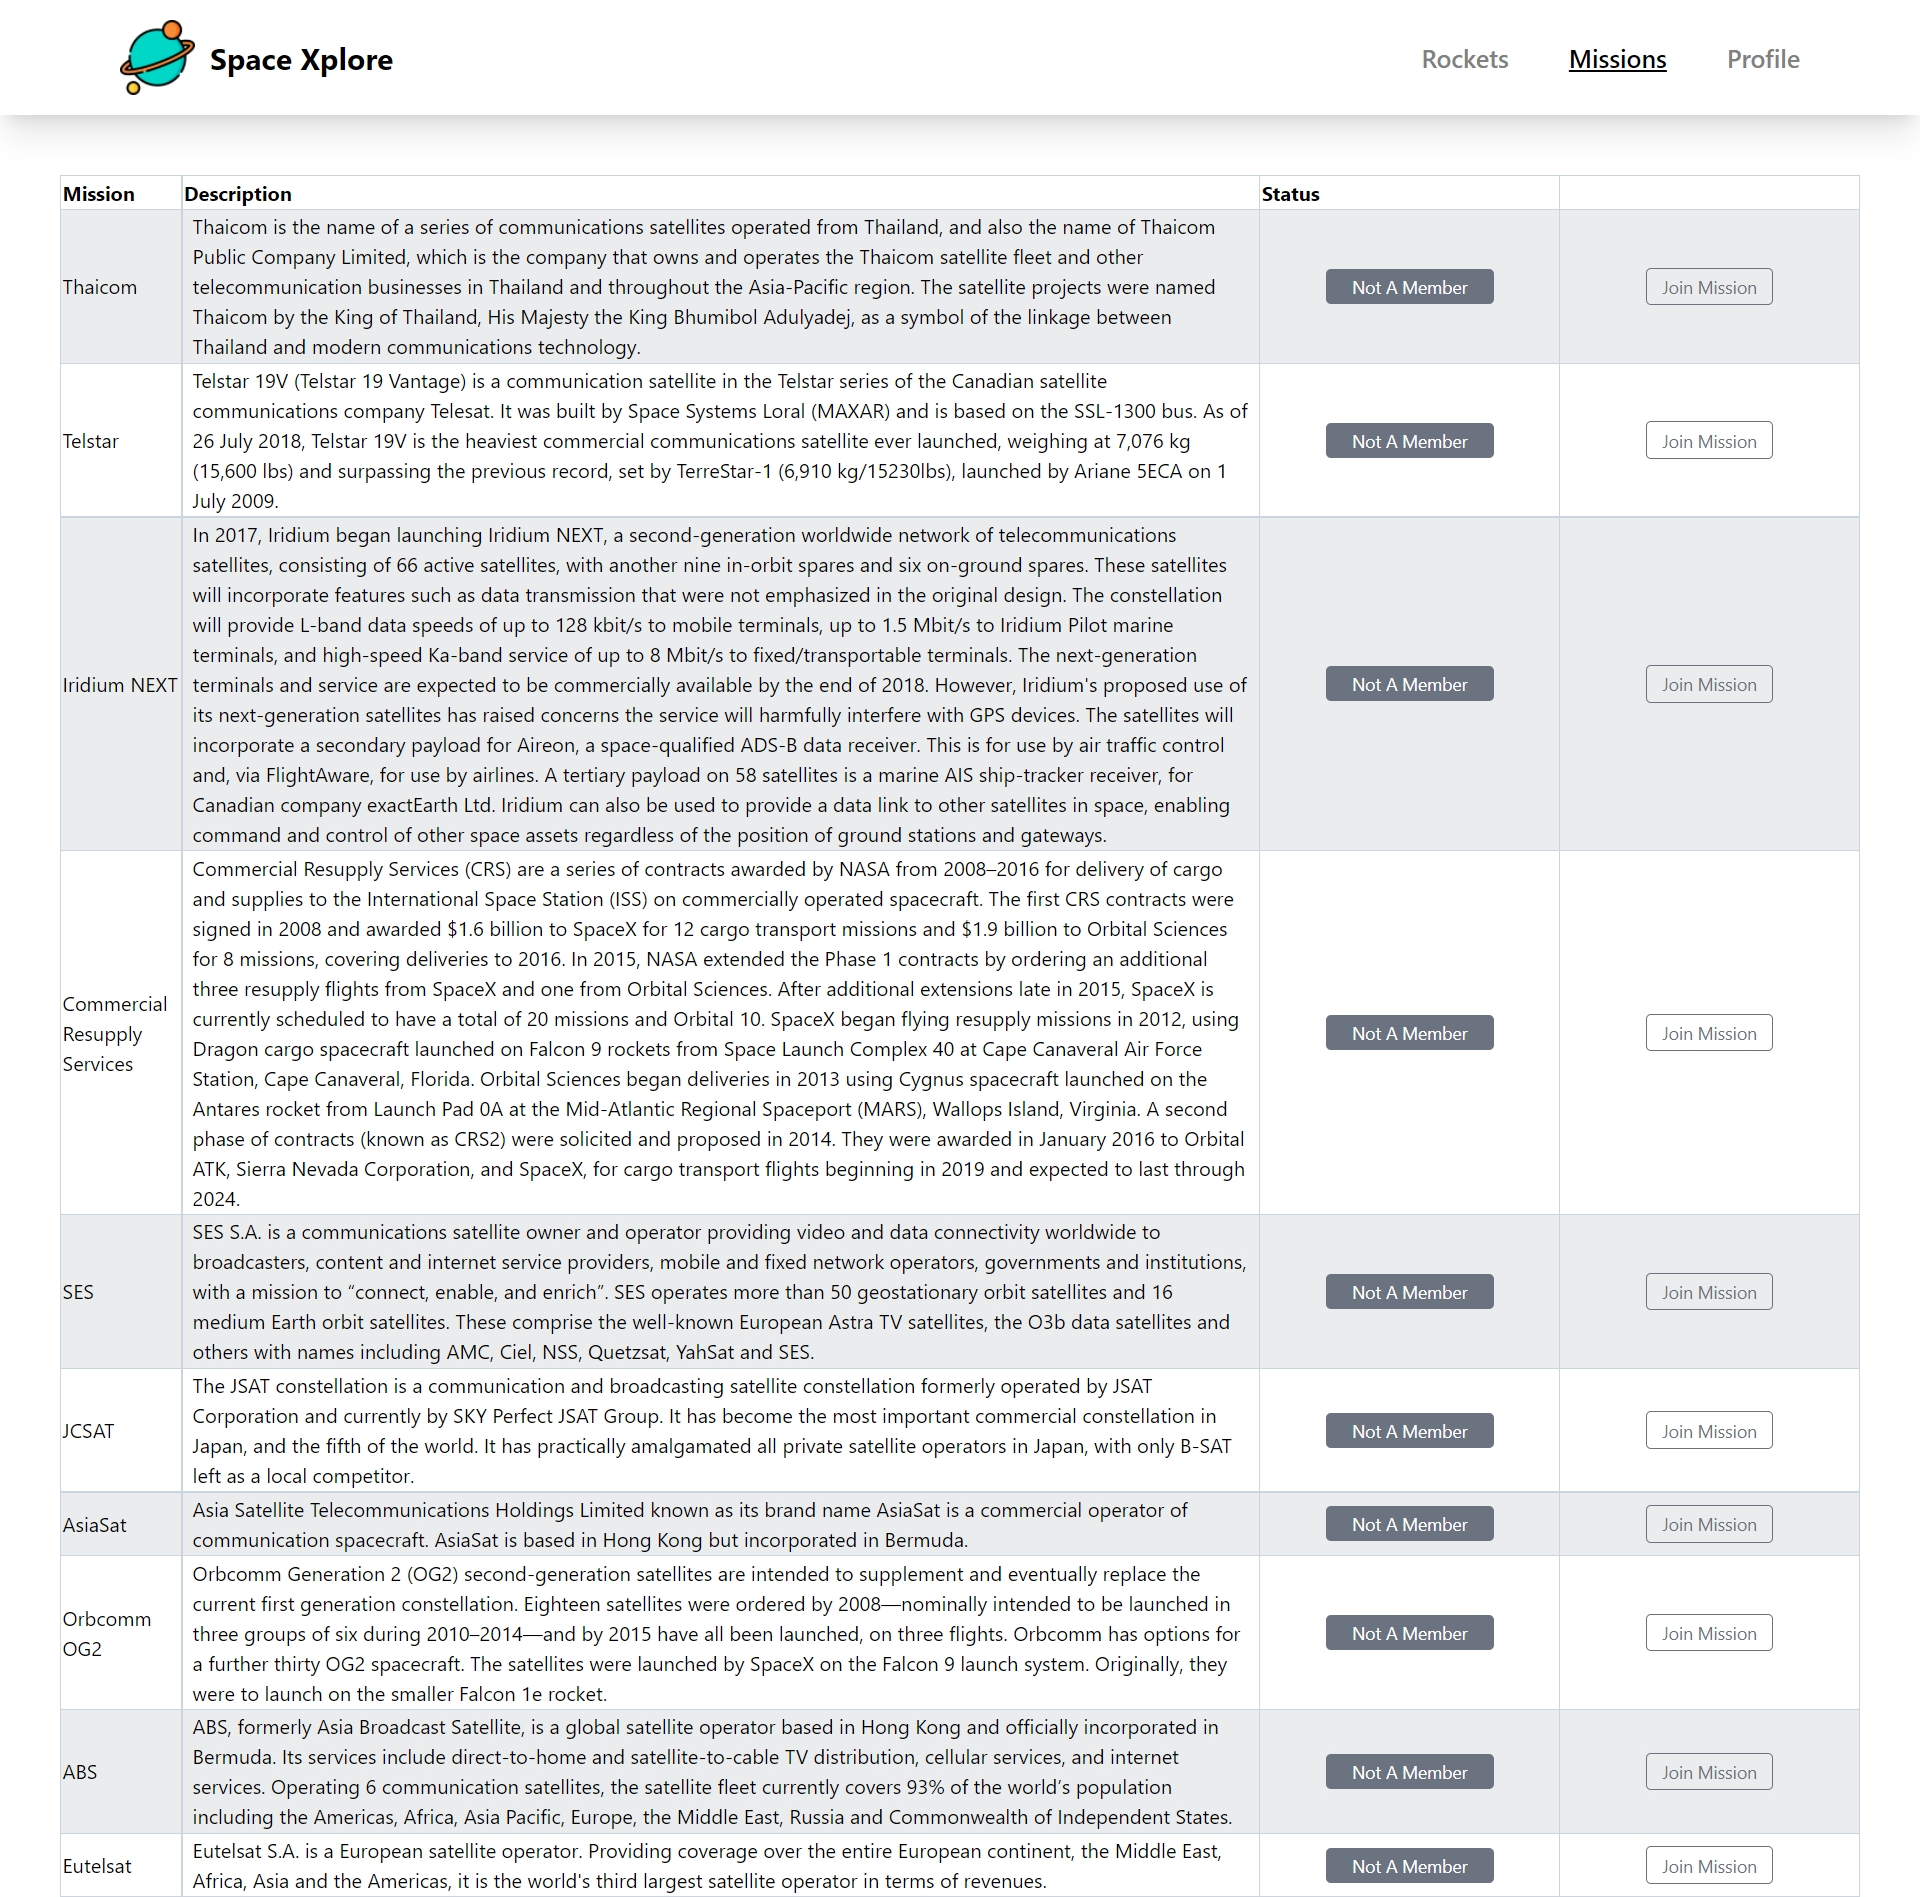 Space Xplore
Rockets
Missions
Profile
Mission
Description
Status
Thaicom
Thaicom is the name of a series of communications satellites operated from Thailand, and also the name of Thaicom
Public Company Limited, which is the company that owns and operates the Thaicom satellite fleet and other
telecommunication businesses in Thailand and throughout the Asia-Pacific region. The satellite projects were named
Thaicom by the King of Thailand, His Majesty the King Bhumibol Adulyadej, as a symbol of the linkage between
Thailand and modern communications technology.
Not A Member
Join Mission
Telstar
Telstar 19V (Telstar 19 Vantage) is a communication satellite in the Telstar series of the Canadian satellite
communications company Telesat. It was built by Space Systems Loral (MAXAR) and is based on the SSL-1300 bus. As of
26 July 2018, Telstar 19V is the heaviest commercial communications satellite ever launched, weighing at 7,076 kg
(15,600 lbs) and surpassing the previous record, set by TerreStar-1 (6,910 kg/15230lbs), launched by Ariane 5ECA on 1
July 2009.
Not A Member
Join Mission
Iridium NEXT
In 2017, Iridium began launching Iridium NEXT, a second-generation worldwide network of telecommunications
satellites, consisting of 66 active satellites, with another nine in-orbit spares and six on-ground spares. These satellites
will incorporate features such as data transmission that were not emphasized in the original design. The constellation
will provide L-band data speeds of up to 128 kbit/s to mobile terminals, up to 1.5 Mbit/s to Iridium Pilot marine
terminals, and high-speed Ka-band service of up to 8 Mbit/s to fixed/transportable terminals. The next-generation
terminals and service are expected to be commercially available by the end of 2018. However, Iridium's proposed use of
its next-generation satellites has raised concerns the service will harmfully interfere with GPS devices. The satellites will
incorporate a secondary payload for Aireon, a space-qualified ADS-B data receiver. This is for use by air traffic control
and, via FlightAware, for use by airlines. A tertiary payload on 58 satellites is a marine AIS ship-tracker receiver, for
Canadian company exactEarth Ltd. Iridium can also be used to provide a data link to other satellites in space, enabling
command and control of other space assets regardless of the position of ground stations and gateways.
Not A Member
Join Mission
Commercial
Resupply
Services
Commercial Resupply Services (CRS) are a series of contracts awarded by NASA from 2008–2016 for delivery of cargo
and supplies to the International Space Station (ISS) on commercially operated spacecraft. The first CRS contracts were
signed in 2008 and awarded $1.6 billion to SpaceX for 12 cargo transport missions and $1.9 billion to Orbital Sciences
for 8 missions, covering deliveries to 2016. In 2015, NASA extended the Phase 1 contracts by ordering an additional
three resupply flights from SpaceX and one from Orbital Sciences. After additional extensions late in 2015, SpaceX is
currently scheduled to have a total of 20 missions and Orbital 10. SpaceX began flying resupply missions in 2012, using
Dragon cargo spacecraft launched on Falcon 9 rockets from Space Launch Complex 40 at Cape Canaveral Air Force
Station, Cape Canaveral, Florida. Orbital Sciences began deliveries in 2013 using Cygnus spacecraft launched on the
Antares rocket from Launch Pad 0A at the Mid-Atlantic Regional Spaceport (MARS), Wallops Island, Virginia. A second
phase of contracts (known as CRS2) were solicited and proposed in 2014. They were awarded in January 2016 to Orbital
ATK, Sierra Nevada Corporation, and SpaceX, for cargo transport flights beginning in 2019 and expected to last through
2024.
Not A Member
Join Mission
SES
SES S.A. is a communications satellite owner and operator providing video and data connectivity worldwide to
broadcasters, content and internet service providers, mobile and fixed network operators, governments and institutions,
with a mission to “connect, enable, and enrich”. SES operates more than 50 geostationary orbit satellites and 16
medium Earth orbit satellites. These comprise the well-known European Astra TV satellites, the O3b data satellites and
others with names including AMC, Ciel, NSS, Quetzsat, YahSat and SES.
Not A Member
Join Mission
JCSAT
The JSAT constellation is a communication and broadcasting satellite constellation formerly operated by JSAT
Corporation and currently by SKY Perfect JSAT Group. It has become the most important commercial constellation in
Japan, and the fifth of the world. It has practically amalgamated all private satellite operators in Japan, with only B-SAT
left as a local competitor.
Not A Member
Join Mission
AsiaSat
Asia Satellite Telecommunications Holdings Limited known as its brand name AsiaSat is a commercial operator of
communication spacecraft. AsiaSat is based in Hong Kong but incorporated in Bermuda.
Not A Member
Join Mission
Orbcomm
OG2
Orbcomm Generation 2 (OG2) second-generation satellites are intended to supplement and eventually replace the
current first generation constellation. Eighteen satellites were ordered by 2008—nominally intended to be launched in
three groups of six during 2010–2014—and by 2015 have all been launched, on three flights. Orbcomm has options for
a further thirty OG2 spacecraft. The satellites were launched by SpaceX on the Falcon 9 launch system. Originally, they
were to launch on the smaller Falcon 1e rocket.
Not A Member
Join Mission
ABS
ABS, formerly Asia Broadcast Satellite, is a global satellite operator based in Hong Kong and officially incorporated in
Bermuda. Its services include direct-to-home and satellite-to-cable TV distribution, cellular services, and internet
services. Operating 6 communication satellites, the satellite fleet currently covers 93% of the world’s population
including the Americas, Africa, Asia Pacific, Europe, the Middle East, Russia and Commonwealth of Independent States.
Not A Member
Join Mission
Eutelsat
Eutelsat S.A. is a European satellite operator. Providing coverage over the entire European continent, the Middle East,
Africa, Asia and the Americas, it is the world's third largest satellite operator in terms of revenues.
Not A Member
Join Mission